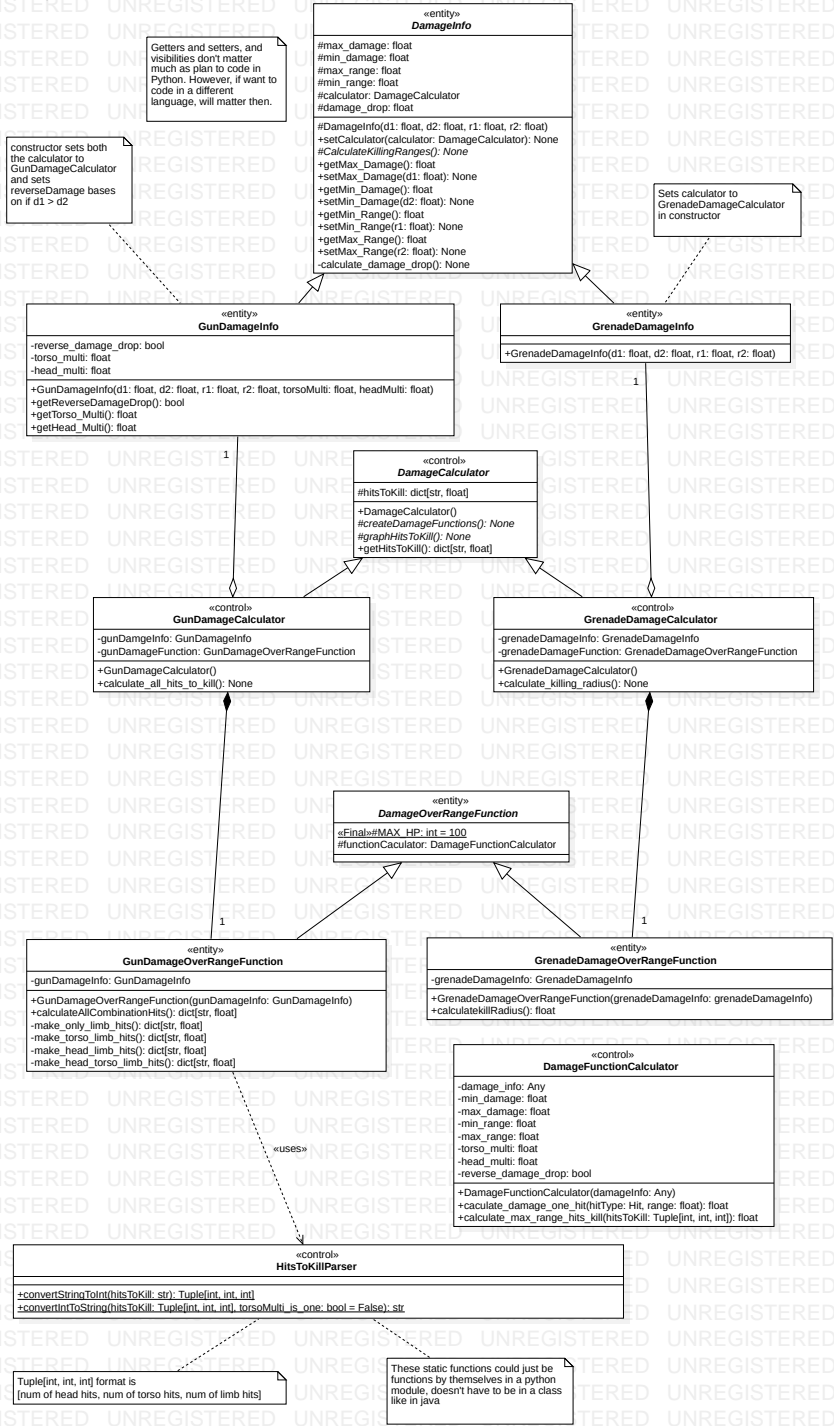 «entity»
DamageInfo
#max_damage: float
#min_damage: float
#max_range: float
#min_range: float
#calculator: DamageCalculator
#damage_drop: float
#DamageInfo(d1: float, d2: float, r1: float, r2: float)
+setCalculator(calculator: DamageCalculator): None
#CalculateKillingRanges(): None
+getMax_Damage(): float
+setMax_Damage(d1: float): None
+getMin_Damage(): float
+setMin_Damage(d2: float): None
+getMin_Range(): float
+setMin_Range(r1: float): None
+getMax_Range(): float
+setMax_Range(r2: float): None
-calculate_damage_drop(): None
Getters and setters, and
visibilities don't matter
much as plan to code in
Python. However, if want to
code in a different
language, will matter then.
constructor sets both
the calculator to
GunDamageCalculator
and sets
reverseDamage bases
on if d1 > d2
Sets calculator to
GrenadeDamageCalculator
in constructor
«entity»
GunDamageInfo
-reverse_damage_drop: bool
-torso_multi: float
-head_multi: float
+GunDamageInfo(d1: float, d2: float, r1: float, r2: float, torsoMulti: float, headMulti: float)
+getReverseDamageDrop(): bool
+getTorso_Multi(): float
+getHead_Multi(): float
«entity»
GrenadeDamageInfo
+GrenadeDamageInfo(d1: float, d2: float, r1: float, r2: float)
1
1
«control»
DamageCalculator
#hitsToKill: dict[str, float]
+DamageCalculator()
#createDamageFunctions(): None
#graphHitsToKill(): None
+getHitsToKill(): dict[str, float]
«control»
GunDamageCalculator
-gunDamgeInfo: GunDamageInfo
-gunDamageFunction: GunDamageOverRangeFunction
+GunDamageCalculator()
+calculate_all_hits_to_kill(): None
«control»
GrenadeDamageCalculator
-grenadeDamageInfo: GrenadeDamageInfo
-grenadeDamageFunction: GrenadeDamageOverRangeFunction
+GrenadeDamageCalculator()
+calculate_killing_radius(): None
«entity»
DamageOverRangeFunction
«Final»#MAX_HP: int = 100
#functionCaculator: DamageFunctionCalculator
1
1
«entity»
GunDamageOverRangeFunction
-gunDamageInfo: GunDamageInfo
+GunDamageOverRangeFunction(gunDamageInfo: GunDamageInfo)
+calculateAllCombinationHits(): dict[str, float]
-make_only_limb_hits(): dict[str, float]
-make_torso_limb_hits(): dict[str, float]
-make_head_limb_hits(): dict[str, float]
-make_head_torso_limb_hits(): dict[str, float]
«entity»
GrenadeDamageOverRangeFunction
-grenadeDamageInfo: GrenadeDamageInfo
+GrenadeDamageOverRangeFunction(grenadeDamageInfo: grenadeDamageInfo)
+calculatekillRadius(): float
«control»
DamageFunctionCalculator
-damage_info: Any
-min_damage: float
-max_damage: float
-min_range: float
-max_range: float
-torso_multi: float
-head_multi: float
-reverse_damage_drop: bool
+DamageFunctionCalculator(damageInfo: Any)
+caculate_damage_one_hit(hitType: Hit, range: float): float
+calculate_max_range_hits_kill(hitsToKill: Tuple[int, int, int]): float
«uses»
«control»
HitsToKillParser
+convertStringToInt(hitsToKill: str): Tuple[int, int, int]
+convertIntToString(hitsToKill: Tuple[int, int, int], torsoMulti_is_one: bool = False): str
Tuple[int, int, int] format is
[num of head hits, num of torso hits, num of limb hits]
These static functions could just be
functions by themselves in a python
module, doesn't have to be in a class
like in java
UNREGISTERED